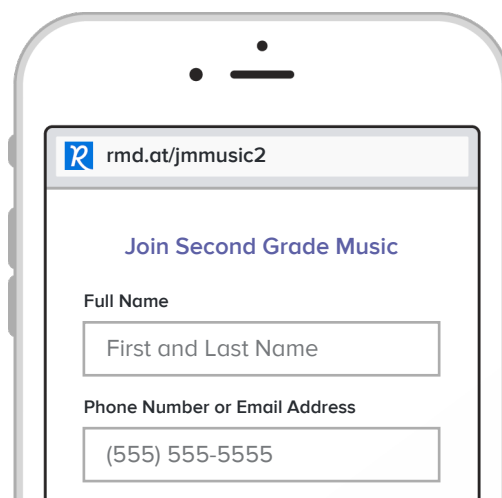 rmd.at/jmmusic2
Join Second Grade Music
Full Name
First and Last Name
Phone Number or Email Address
(555) 555-5555